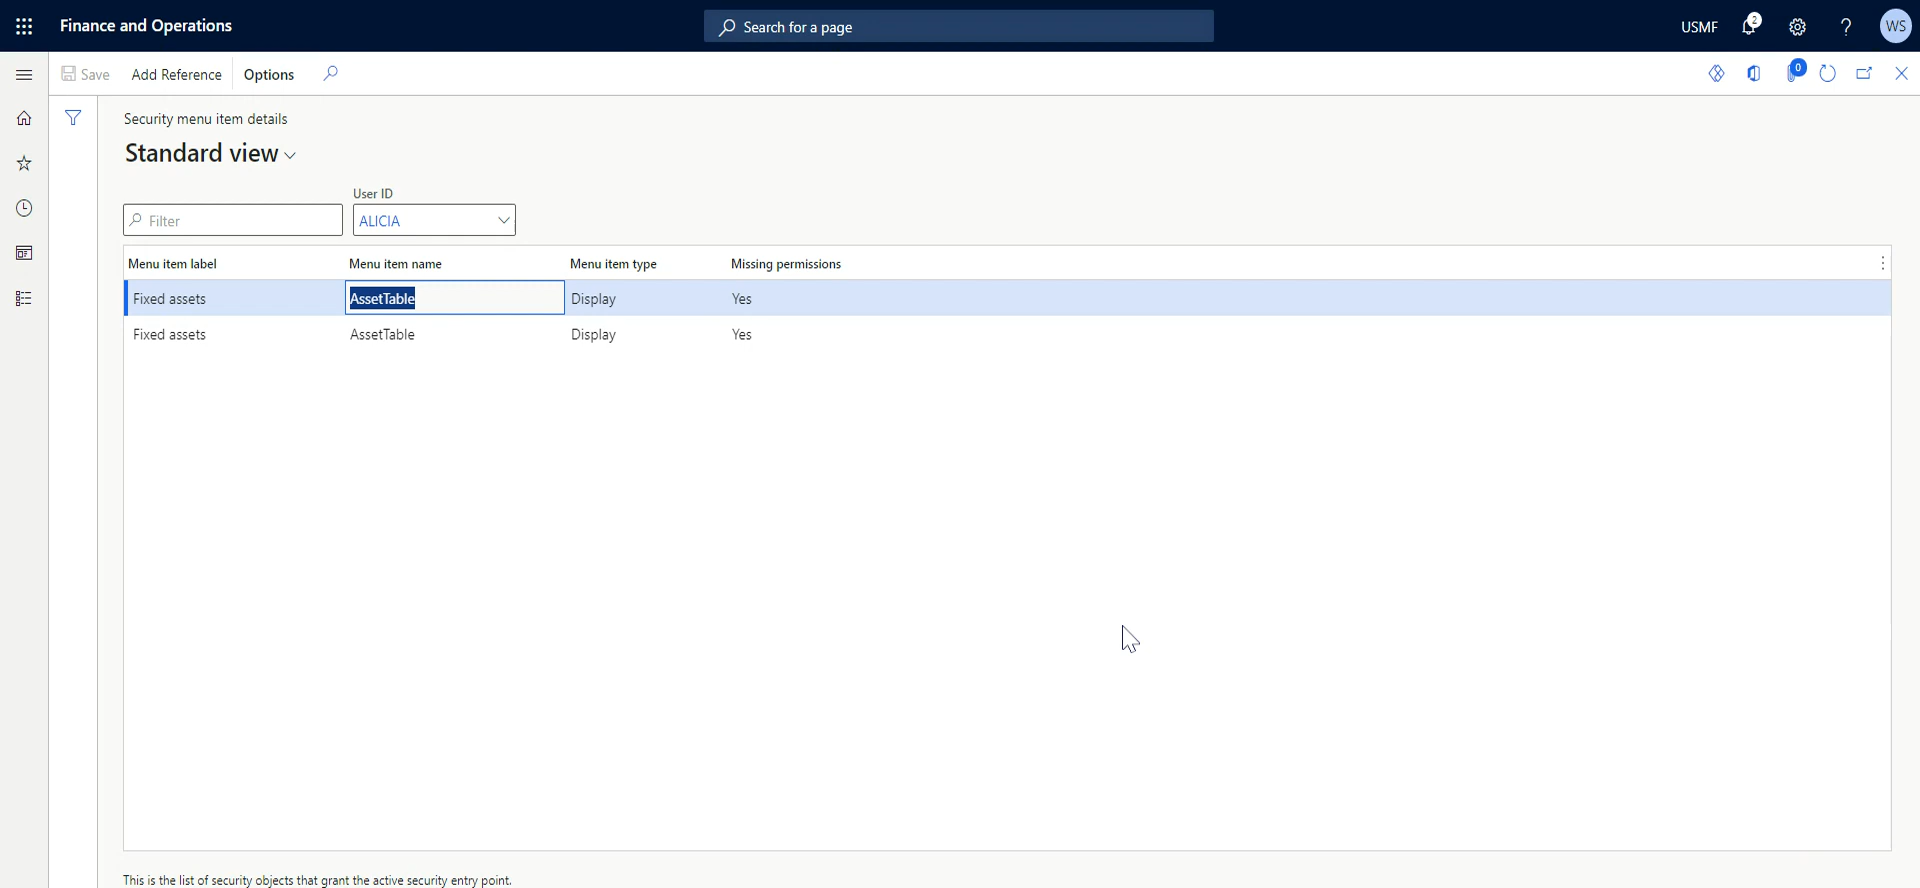 Finance and Operations
Search for a page
USMF
2
WS
Save
Add Reference
Options
0
Security menu item details
Standard view
User ID
Filter
ALICIA
Menu item label Menu item name Menu item type Missing permissions
Fixed assets AssetTable Display Yes
Fixed assets AssetTable Display Yes
This is the list of security objects that grant the active security entry point.